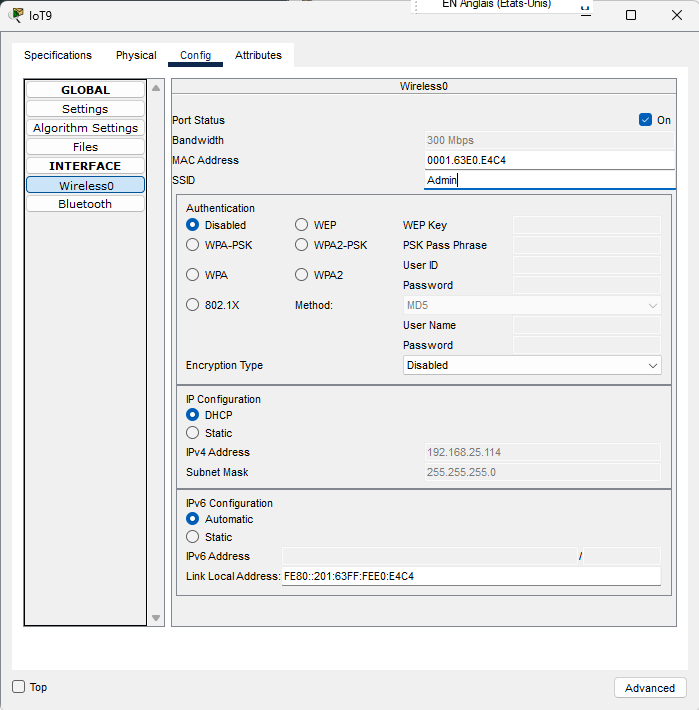 EN Anglais (États-Unis)
IoT9
Specifications Physical Config Attributes
GLOBAL
Settings
Algorithm Settings
Files
INTERFACE
Wireless0
Bluetooth
Wireless0
Port Status On
Bandwidth 300 Mbps
MAC Address 0001.63E0.E4C4
SSID Admin
Authentication
Disabled WEP WEP Key
WPA-PSK WPA2-PSK PSK Pass Phrase
User ID
WPA WPA2
Password
802.1X Method: MD5
User Name
Password
Encryption Type Disabled
IP Configuration
DHCP
Static
IPv4 Address 192.168.25.114
Subnet Mask 255.255.255.0
IPv6 Configuration
Automatic
Static
IPv6 Address /
Link Local Address: FE80::201:63FF:FEE0:E4C4
Top Advanced